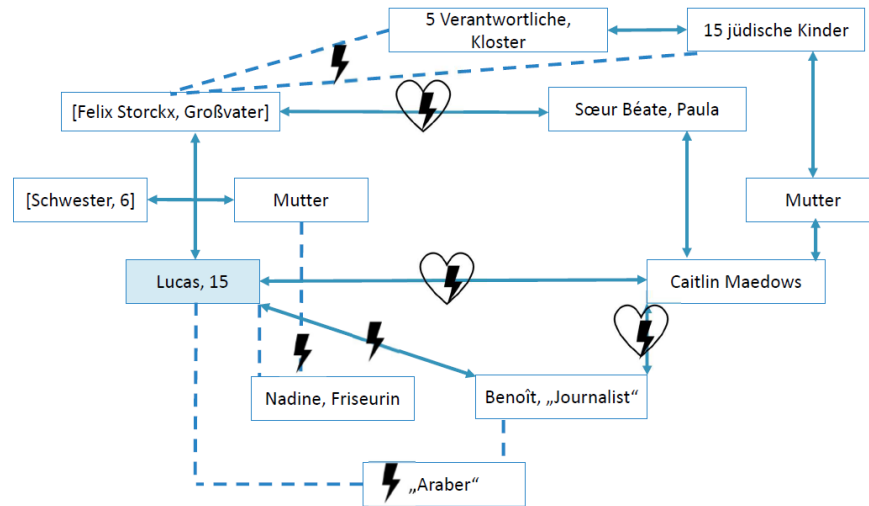 5 Verantwortliche,
Kloster
15 jüdische Kinder
[Felix Storckx, Großvater]
Sœur Béate, Paula
[Schwester, 6]
Mutter
Mutter
Lucas, 15
Caitlin Maedows
Nadine, Friseurin
Benoît, „Journalist“
„Araber“